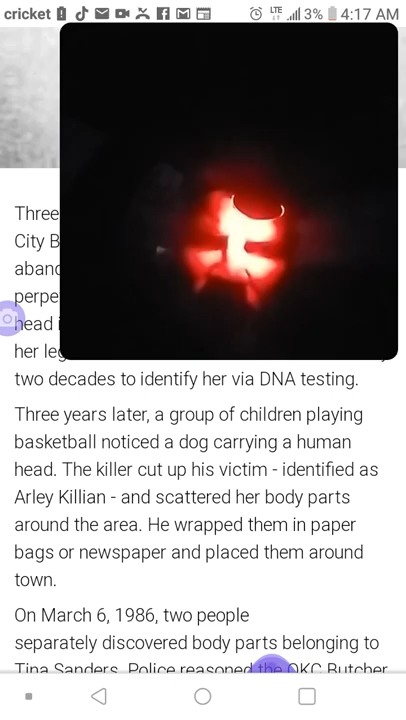 cricket LTE 3% 4:17 AM
Three
City B
aband
perpe
head i
her leg
two decades to identify her via DNA testing.
Three years later, a group of children playing
basketball noticed a dog carrying a human
head. The killer cut up his victim - identified as
Arley Killian - and scattered her body parts
around the area. He wrapped them in paper
bags or newspaper and placed them around
town.
On March 6, 1986, two people
separately discovered body parts belonging to
Tina Sanders. Police reasoned the OKC Butcher